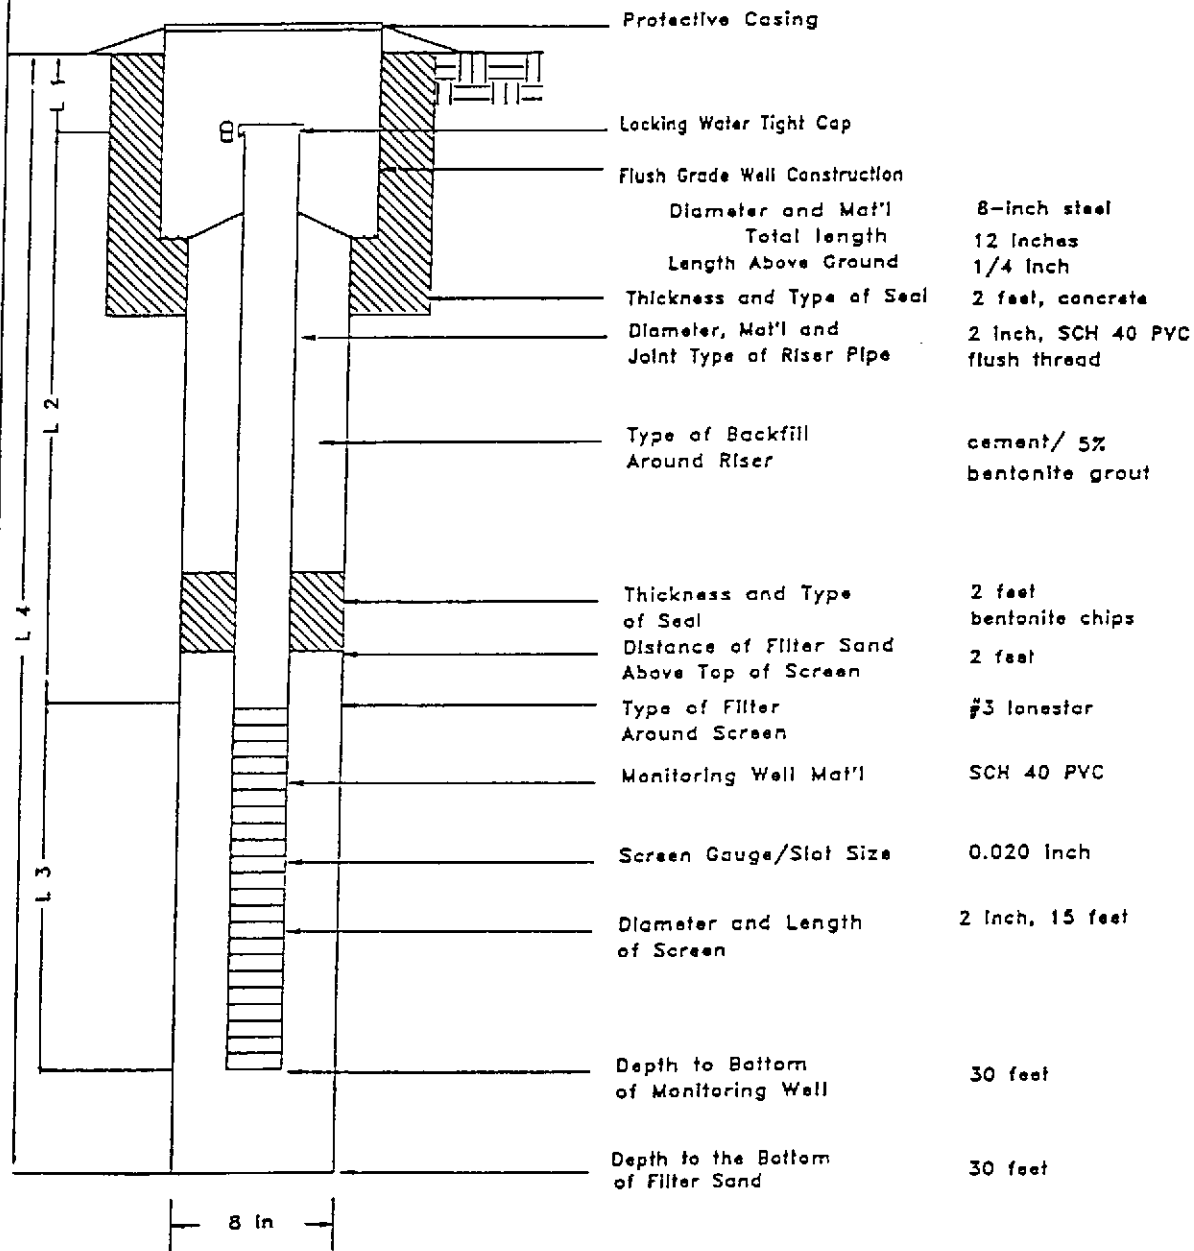 Protective Casing
L 1
Locking Water Tight Cap
Flush Grade Well Construction
Diameter and Mat'l 8-inch steel
Total length 12 inches
Length Above Ground 1/4 inch
Thickness and Type of Seal 2 feet, concrete
Diameter, Mat'l and 2 inch, SCH 40 PVC
Joint Type of Riser Pipe flush thread
L 2
Type of Backfill cement/ 5%
Around Riser bentonite grout
Thickness and Type 2 feet
of Seal bentonite chips
L 4
Distance of Filter Sand 2 feet
Above Top of Screen
Type of Filter #3 lonestar
Around Screen
Monitoring Well Mat'l SCH 40 PVC
Screen Gauge/Slot Size 0.020 inch
L 3
Diameter and Length 2 inch, 15 feet
of Screen
Depth to Bottom 30 feet
of Monitoring Well
Depth to the Bottom 30 feet
of Filter Sand
8 in